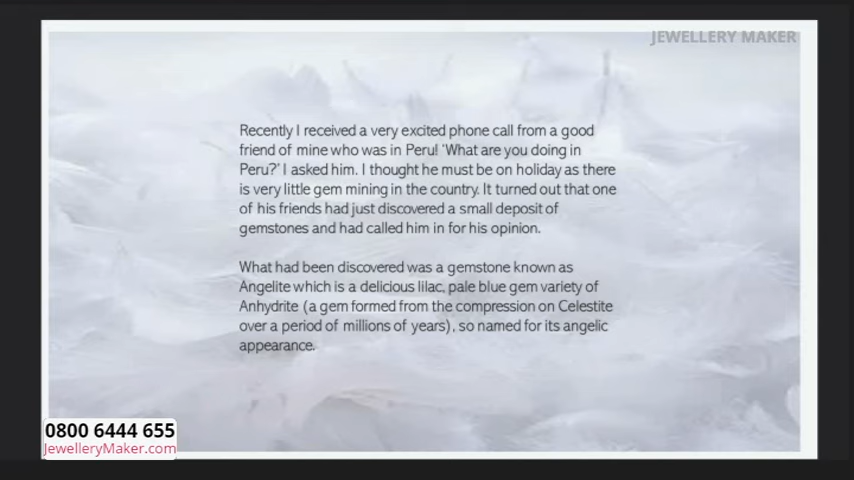 JEWELLERY MAKER
Recently I received a very excited phone call from a good
friend of mine who was in Peru! 'What are you doing in
Peru?' I asked him. I thought he must be on holiday as there
is very little gem mining in the country. It turned out that one
of his friends had just discovered a small deposit of
gemstones and had called him in for his opinion.
What had been discovered was a gemstone known as
Angelite which is a delicious lilac, pale blue gem variety of
Anhydrite (a gem formed from the compression on Celestite
over a period of millions of years), so named for its angelic
appearance.
0800 6444 655
JewelleryMaker.com